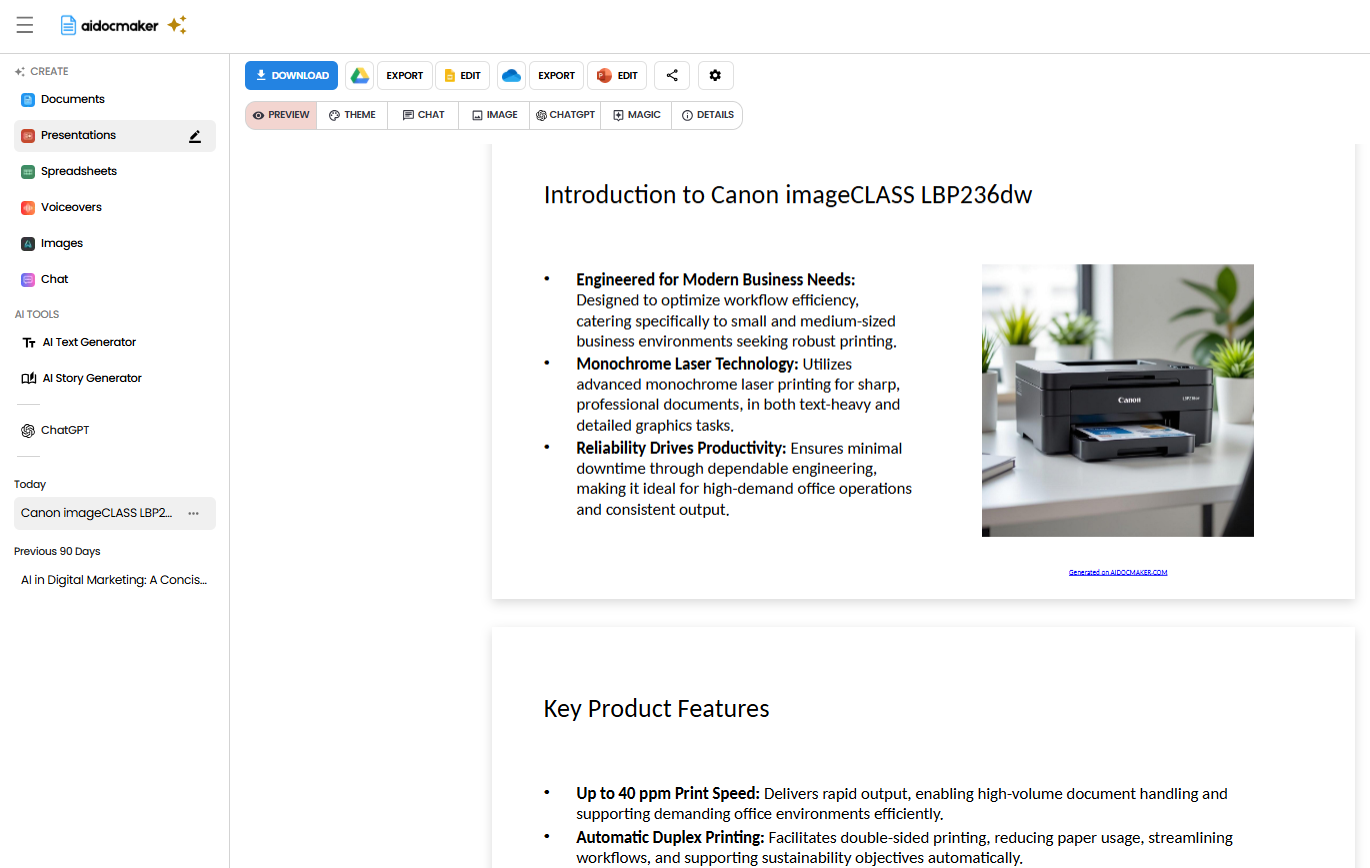 aidocmaker
CREATE
Documents
Presentations
Spreadsheets
Voiceovers
Images
Chat
AI TOOLS
Tr AI Text Generator
AI Story Generator
ChatGPT
Today
Canon imageCLASS LBP2... ...
Previous 90 Days
AI in Digital Marketing: A Concis...
DOWNLOAD EXPORT EDIT EXPORT EDIT
PREVIEW THEME CHAT IMAGE CHATGPT MAGIC DETAILS
Introduction to Canon imageCLASS LBP236dw
• Engineered for Modern Business Needs:
Designed to optimize workflow efficiency,
catering specifically to small and medium-sized
business environments seeking robust printing.
• Monochrome Laser Technology: Utilizes
advanced monochrome laser printing for sharp,
professional documents, in both text-heavy and
detailed graphics tasks.
• Reliability Drives Productivity: Ensures minimal
downtime through dependable engineering,
making it ideal for high-demand office operations
and consistent output.
Canon
Generated on AIDOCMAKER.COM
Key Product Features
• Up to 40 ppm Print Speed: Delivers rapid output, enabling high-volume document handling and
supporting demanding office environments efficiently.
• Automatic Duplex Printing: Facilitates double-sided printing, reducing paper usage, streamlining
workflows, and supporting sustainability objectives automatically.